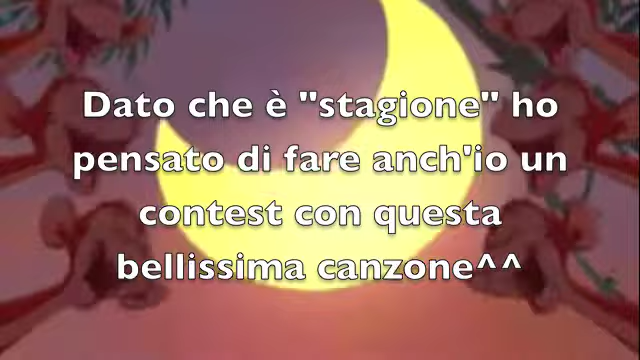 Dato che è "stagione" ho
pensato di fare anch'io un
contest con questa
bellissima canzone^^